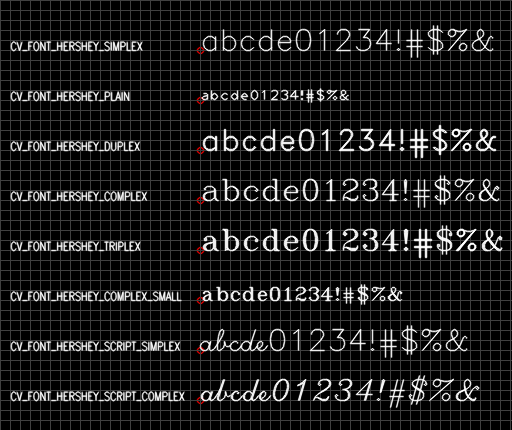 CV_FONT_HERSHEY_SIMPLEX abcde01234!#$%&
CV_FONT_HERSHEY_PLAIN abcde01234!#$%&
CV_FONT_HERSHEY_DUPLEX abcde01234!#$%&
CV_FONT_HERSHEY_COMPLEX abcde01234!#$%&
CV_FONT_HERSHEY_TRIPLEX abcde01234!#$%&
CV_FONT_HERSHEY_COMPLEX_SMALL abcde01234!#$%&
CV_FONT_HERSHEY_SCRIPT_SIMPLEX abcde01234!#$%&
CV_FONT_HERSHEY_SCRIPT_COMPLEX abcde01234!#$%&